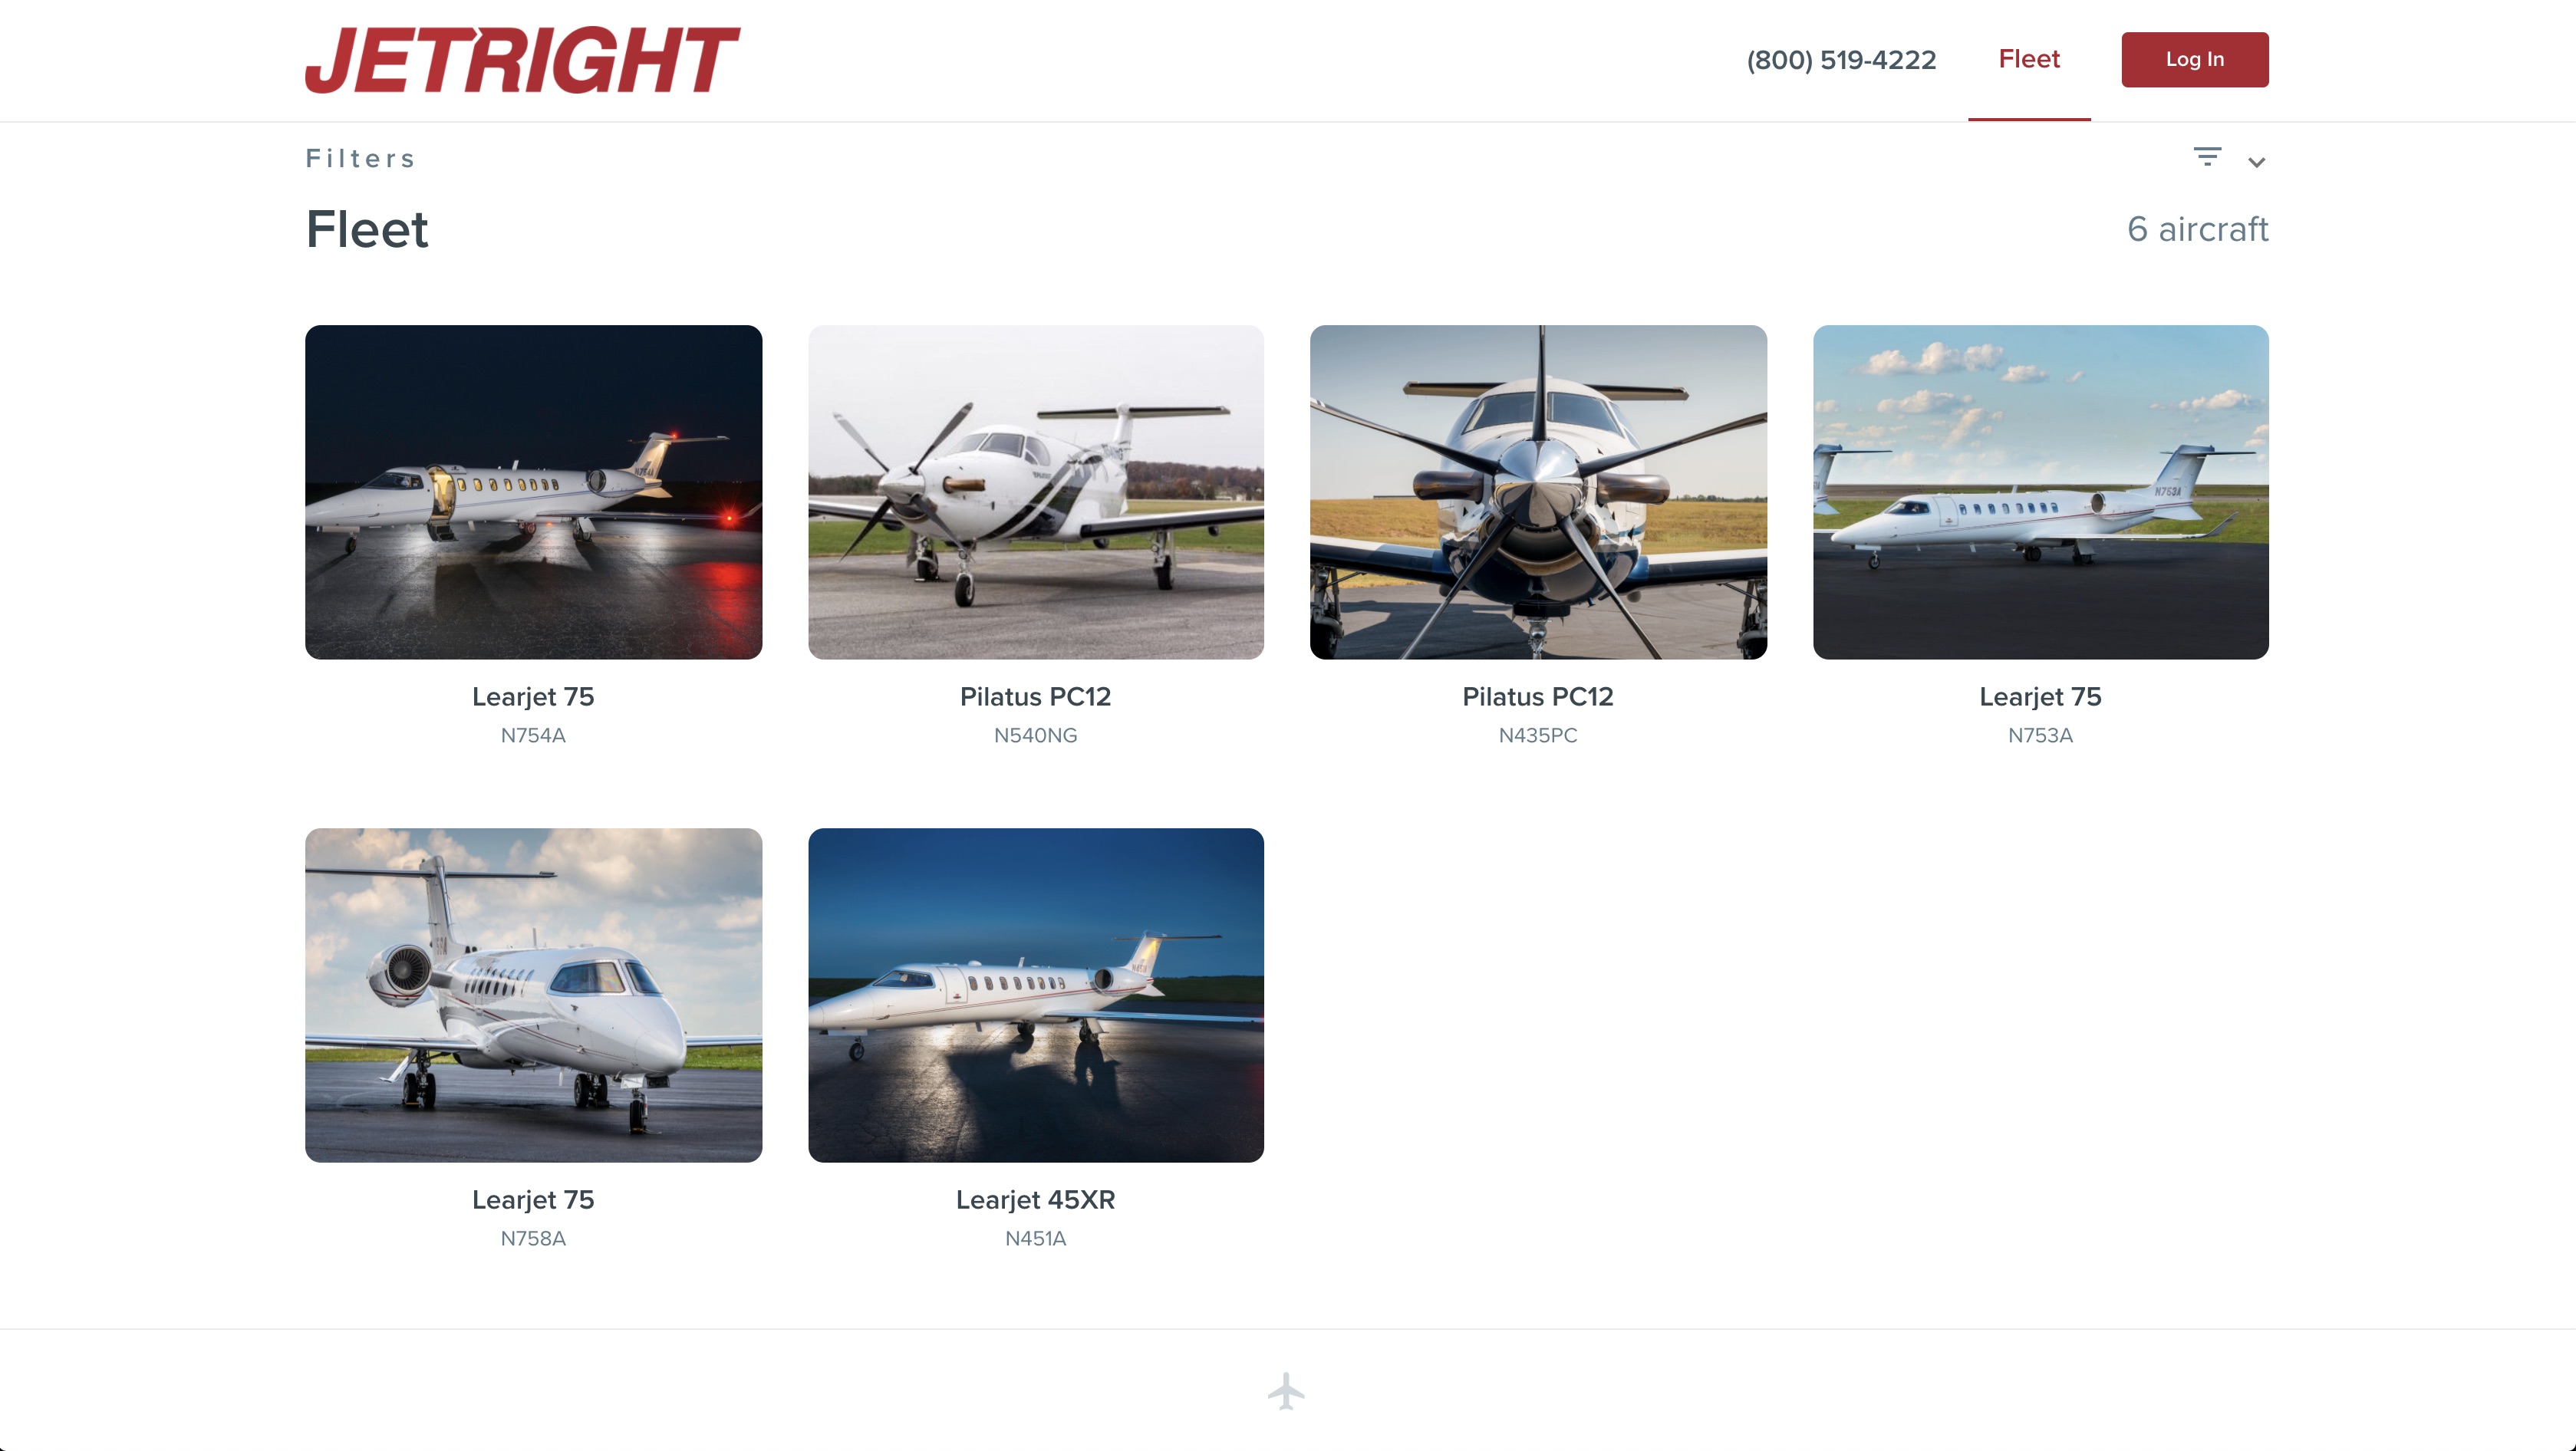 JETRIGHT
(800) 519-4222
Fleet
Log In
Filters
Fleet
6 aircraft
N753A
Learjet 75
N754A
Pilatus PC12
N540NG
Pilatus PC12
N435PC
Learjet 75
N753A
Learjet 75
N758A
Learjet 45XR
N451A